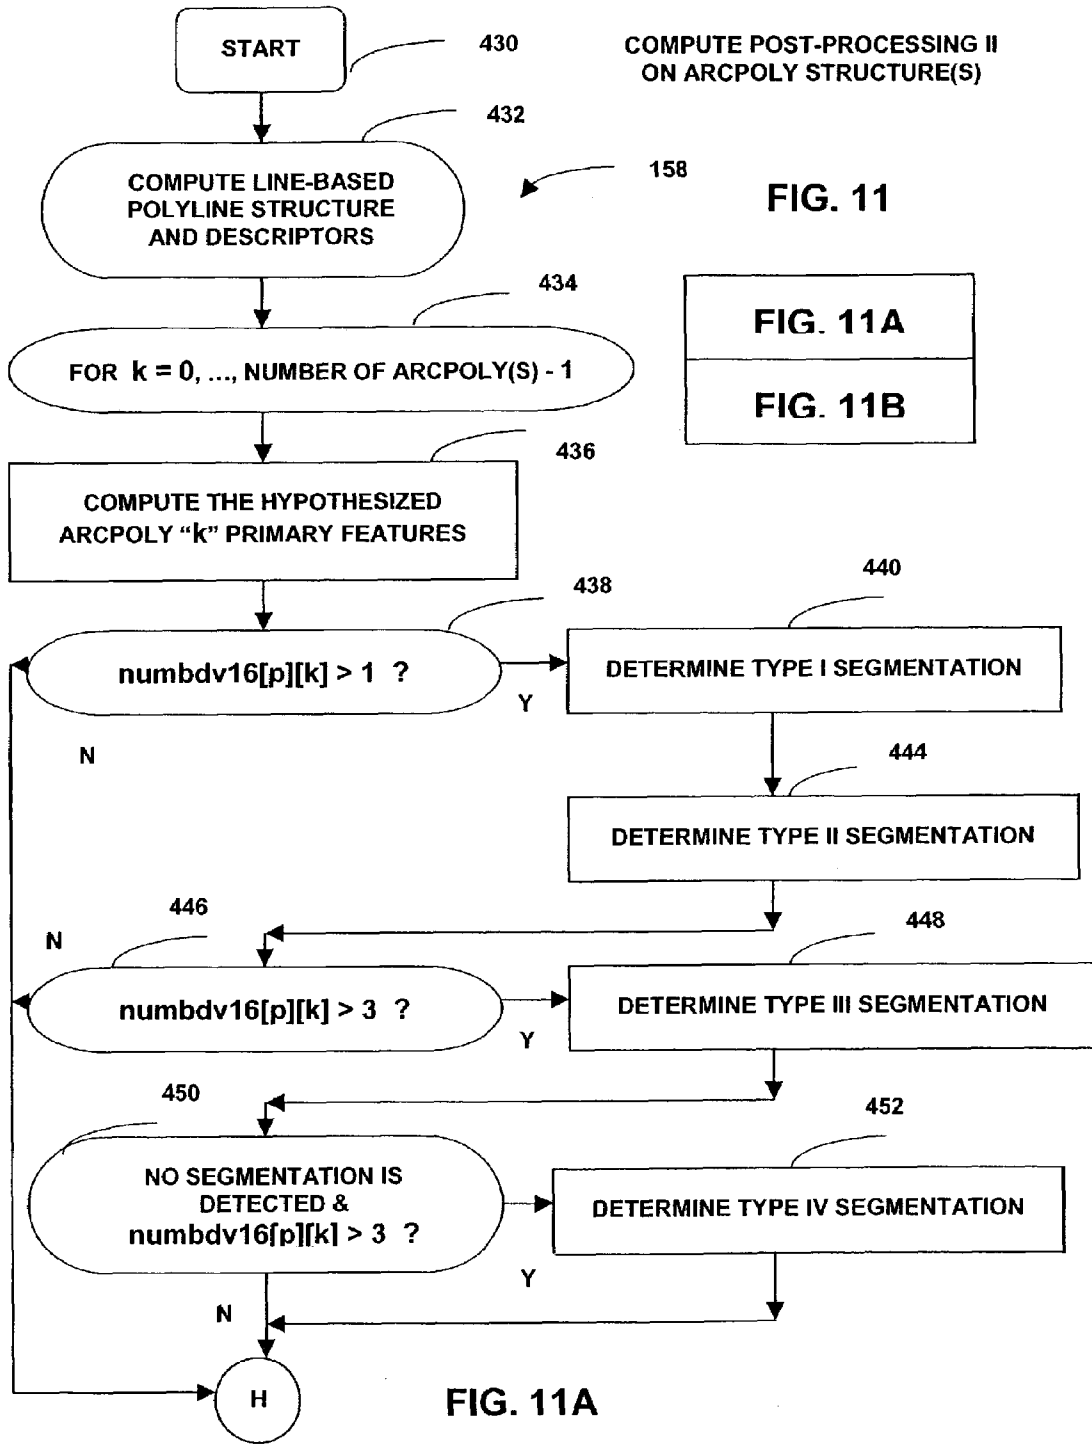 START
430
COMPUTE POST-PROCESSING II
ON ARCPOLY STRUCTURE(S)
432
COMPUTE LINE-BASED
POLYLINE STRUCTURE
AND DESCRIPTORS
158
FIG. 11
434
FIG. 11A
FOR k = 0, ..., NUMBER OF ARCPOLY(S) - 1
FIG. 11B
436
COMPUTE THE HYPOTHESIZED
ARCPOLY “k” PRIMARY FEATURES
438
440
numbdv16[p][k] > 1 ?
DETERMINE TYPE I SEGMENTATION
Y
N
444
DETERMINE TYPE II SEGMENTATION
446
N
448
numbdv16[p][k] > 3 ?
DETERMINE TYPE III SEGMENTATION
Y
450
452
NO SEGMENTATION IS
DETECTED &
numbdv16[p][k] > 3 ?
DETERMINE TYPE IV SEGMENTATION
Y
N
H
FIG. 11A